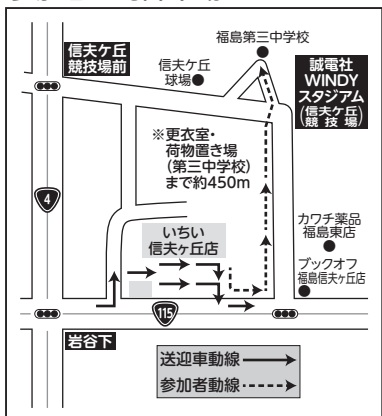 福島第三中学校
信夫ケ丘
競技場前
信夫ケ丘
球場
誠電社
WINDY
スタジアム
(信夫ケ丘
競技場)
※更衣室・
荷物置き場
(第三中学校)
まで約450m
4
カワチ薬品
福島東店
いちい
信夫ヶ丘店
ブックオフ
福島信夫ヶ丘店
115
岩谷下
送迎車動線
参加者動線